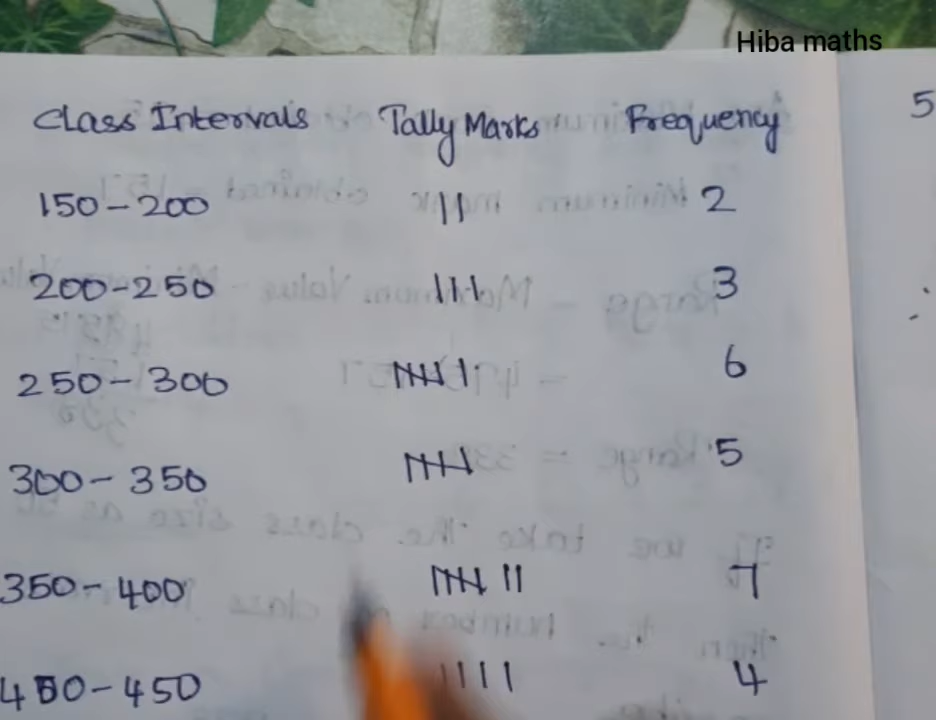 Hiba maths
Class Intervals Tally Marks Frequency 5
150-200 || 2
200-250 ||| 3
250-300 𝍸 | 6
300-350 𝍸 5
350-400 𝍸 || 7
400-450 |||| 4